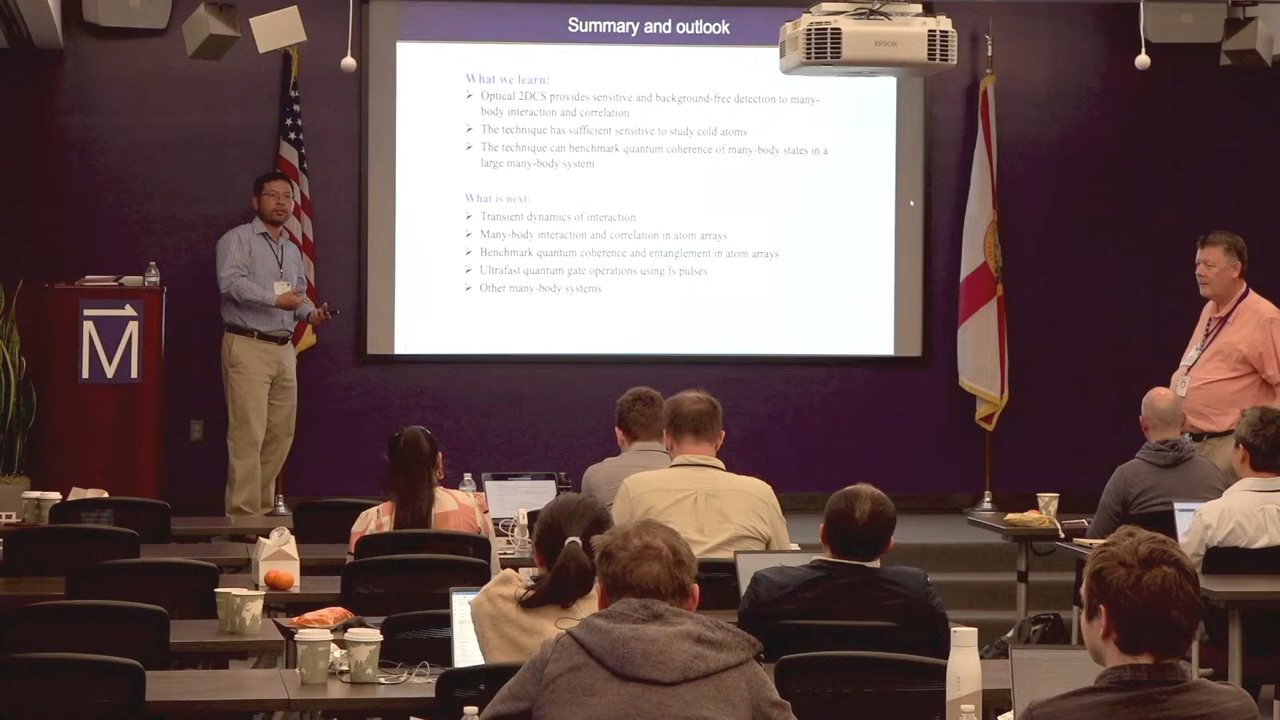 Summary and outlook
EPSON
What we learn:
➤ Optical 2DCS provides sensitive and background-free detection to many-
body interaction and correlation
➤ The technique has sufficient sensitive to study cold atoms
➤ The technique can benchmark quantum coherence of many-body states in a
large many-body system
What is next:
➤ Transient dynamics of interaction
➤ Many-body interaction and correlation in atom arrays
➤ Benchmark quantum coherence and entanglement in atom arrays
➤ Ultrafast quantum gate operations using fs pulses
➤ Other many-body systems
M